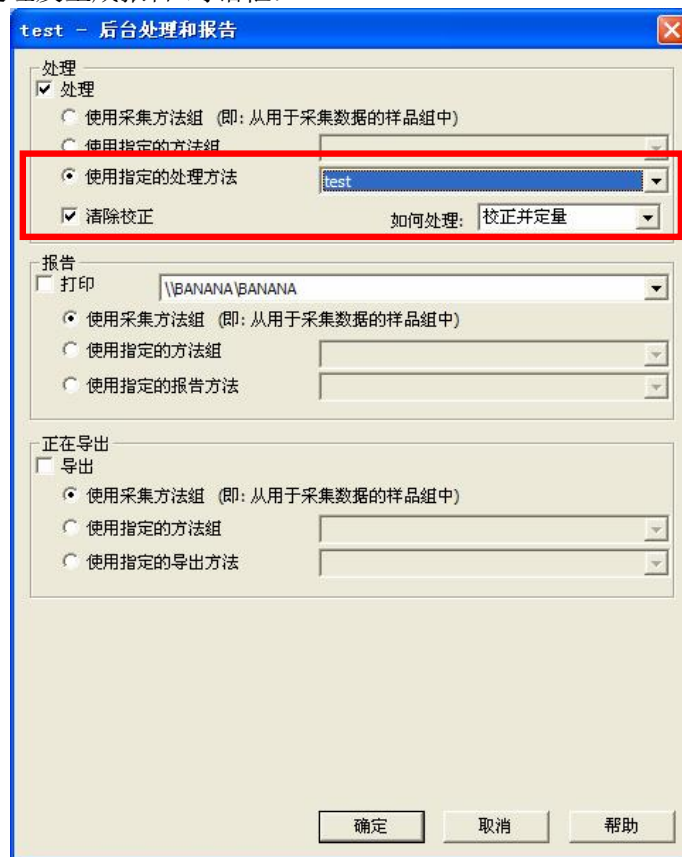 test - 后台处理和报告
处理
处理
使用采集方法组 (即: 从用于采集数据的样品组中)
使用指定的方法组
使用指定的处理方法 test
清除校正 如何处理: 校正并定量
报告
打印 \\BANANA\BANANA
使用采集方法组 (即: 从用于采集数据的样品组中)
使用指定的方法组
使用指定的报告方法
正在导出
导出
使用采集方法组 (即: 从用于采集数据的样品组中)
使用指定的方法组
使用指定的导出方法
确定 取消 帮助